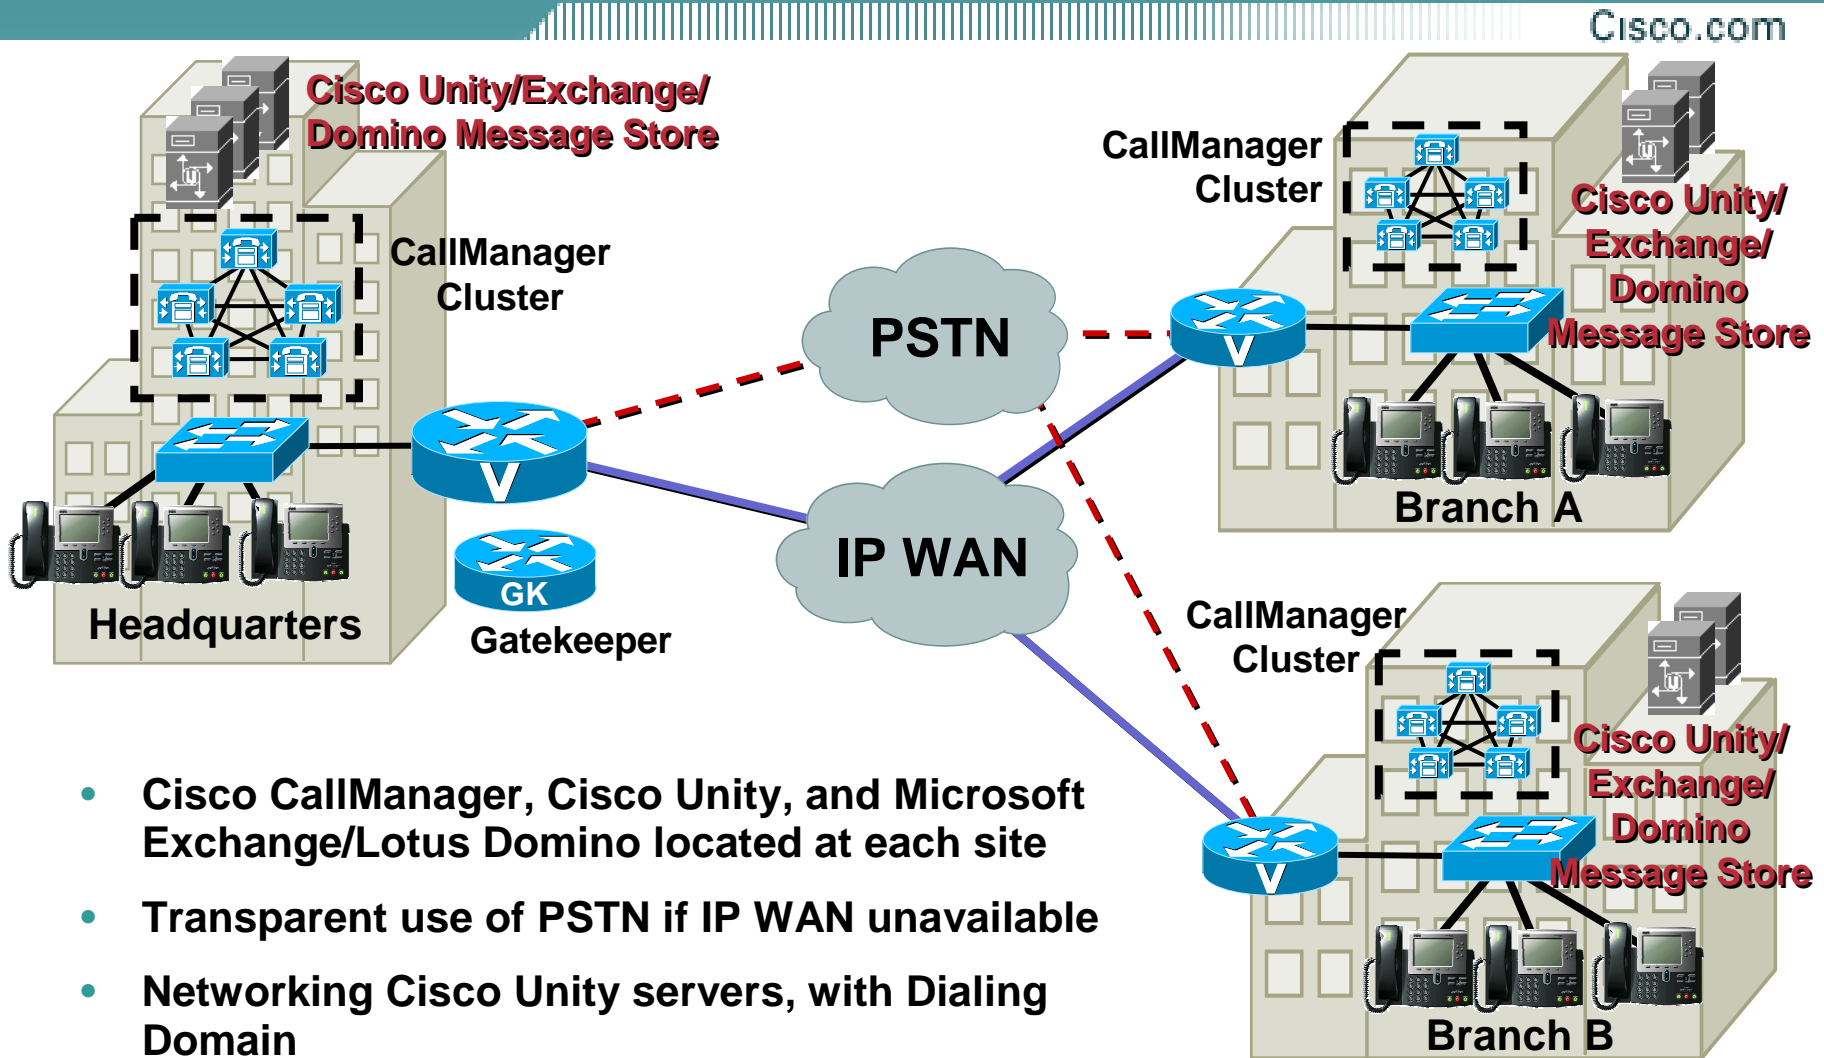 Cisco.com
Cisco Unity/Exchange/
Domino Message Store
CallManager
Cluster
Headquarters
V
GK
Gatekeeper
PSTN
IP WAN
CallManager
Cluster
Cisco Unity/
Exchange/
Domino
Message Store
V
Branch A
CallManager
Cluster
Cisco Unity/
Exchange/
Domino
Message Store
V
Branch B
• Cisco CallManager, Cisco Unity, and Microsoft
Exchange/Lotus Domino located at each site
• Transparent use of PSTN if IP WAN unavailable
• Networking Cisco Unity servers, with Dialing
Domain